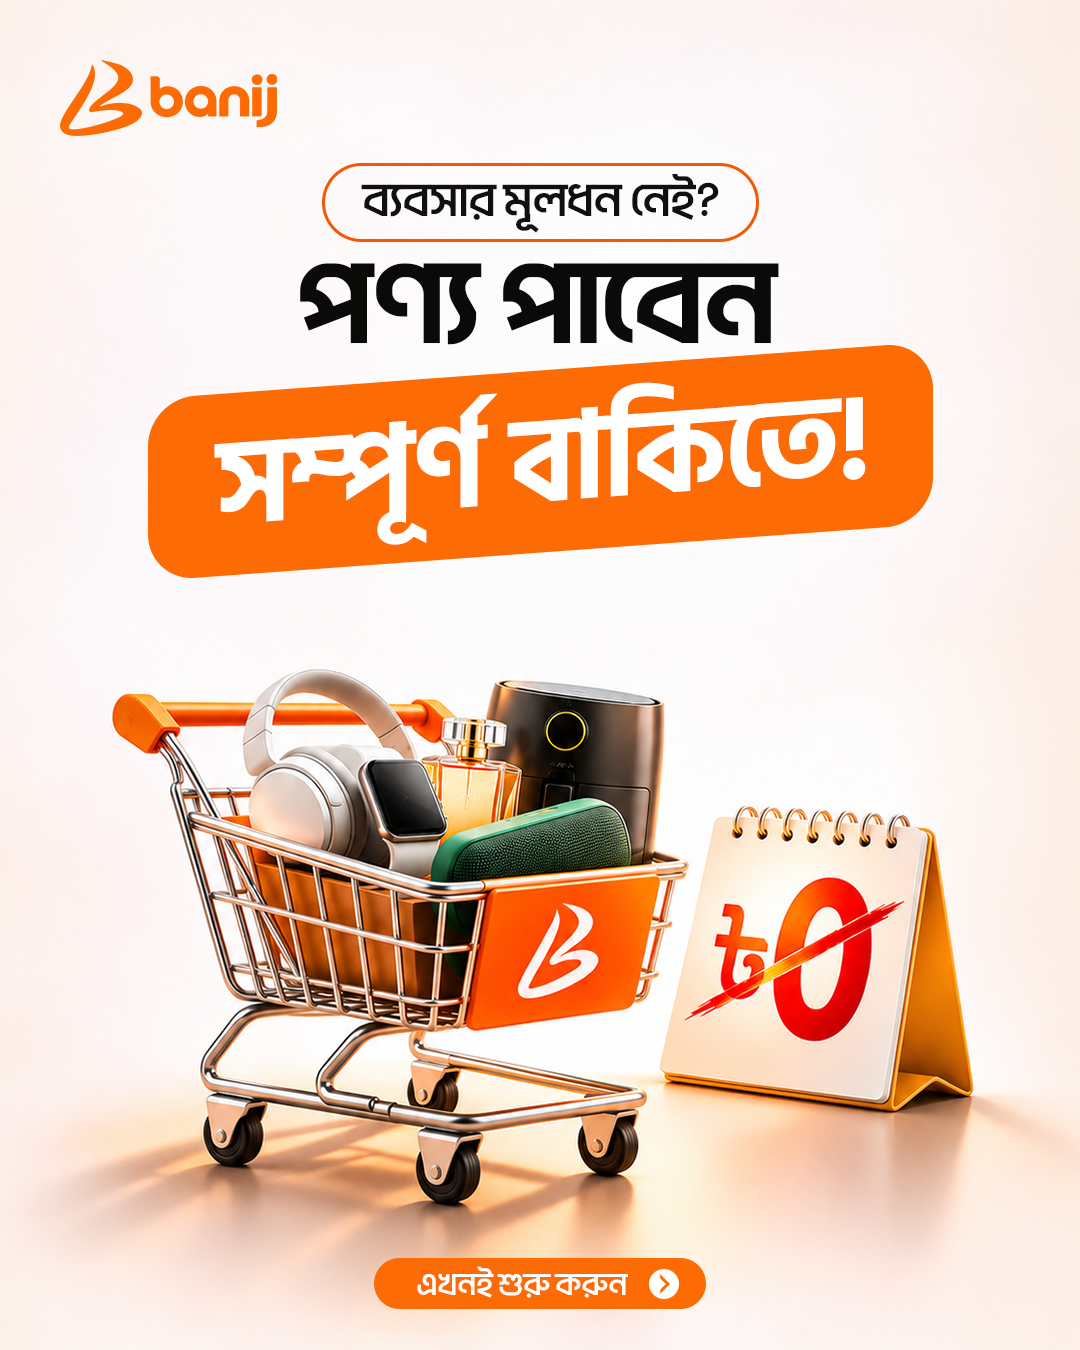 banij
ব্যবসার মূলধন নেই?
পণ্য পাবেন
সম্পূর্ণ বাকিতে!
৳0
এখনই শুরু করুন